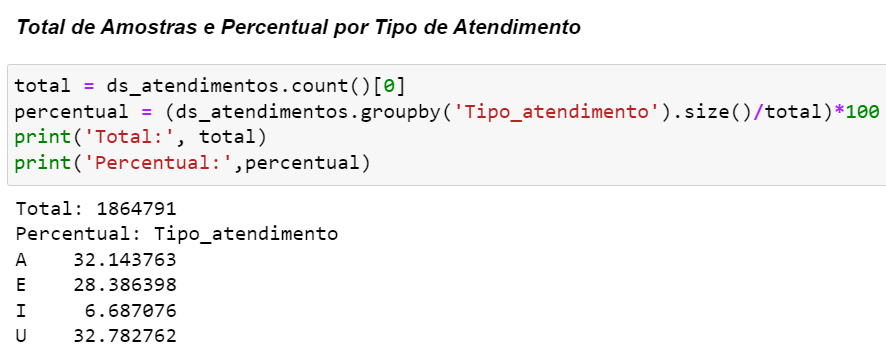 Total de Amostras e Percentual por Tipo de Atendimento
total = ds_atendimentos.count()[0]
percentual = (ds_atendimentos.groupby('Tipo_atendimento').size()/total)*100
print('Total:', total)
print('Percentual:',percentual)
Total: 1864791
Percentual: Tipo_atendimento
A    32.143763
E    28.386398
I     6.687076
U    32.782762